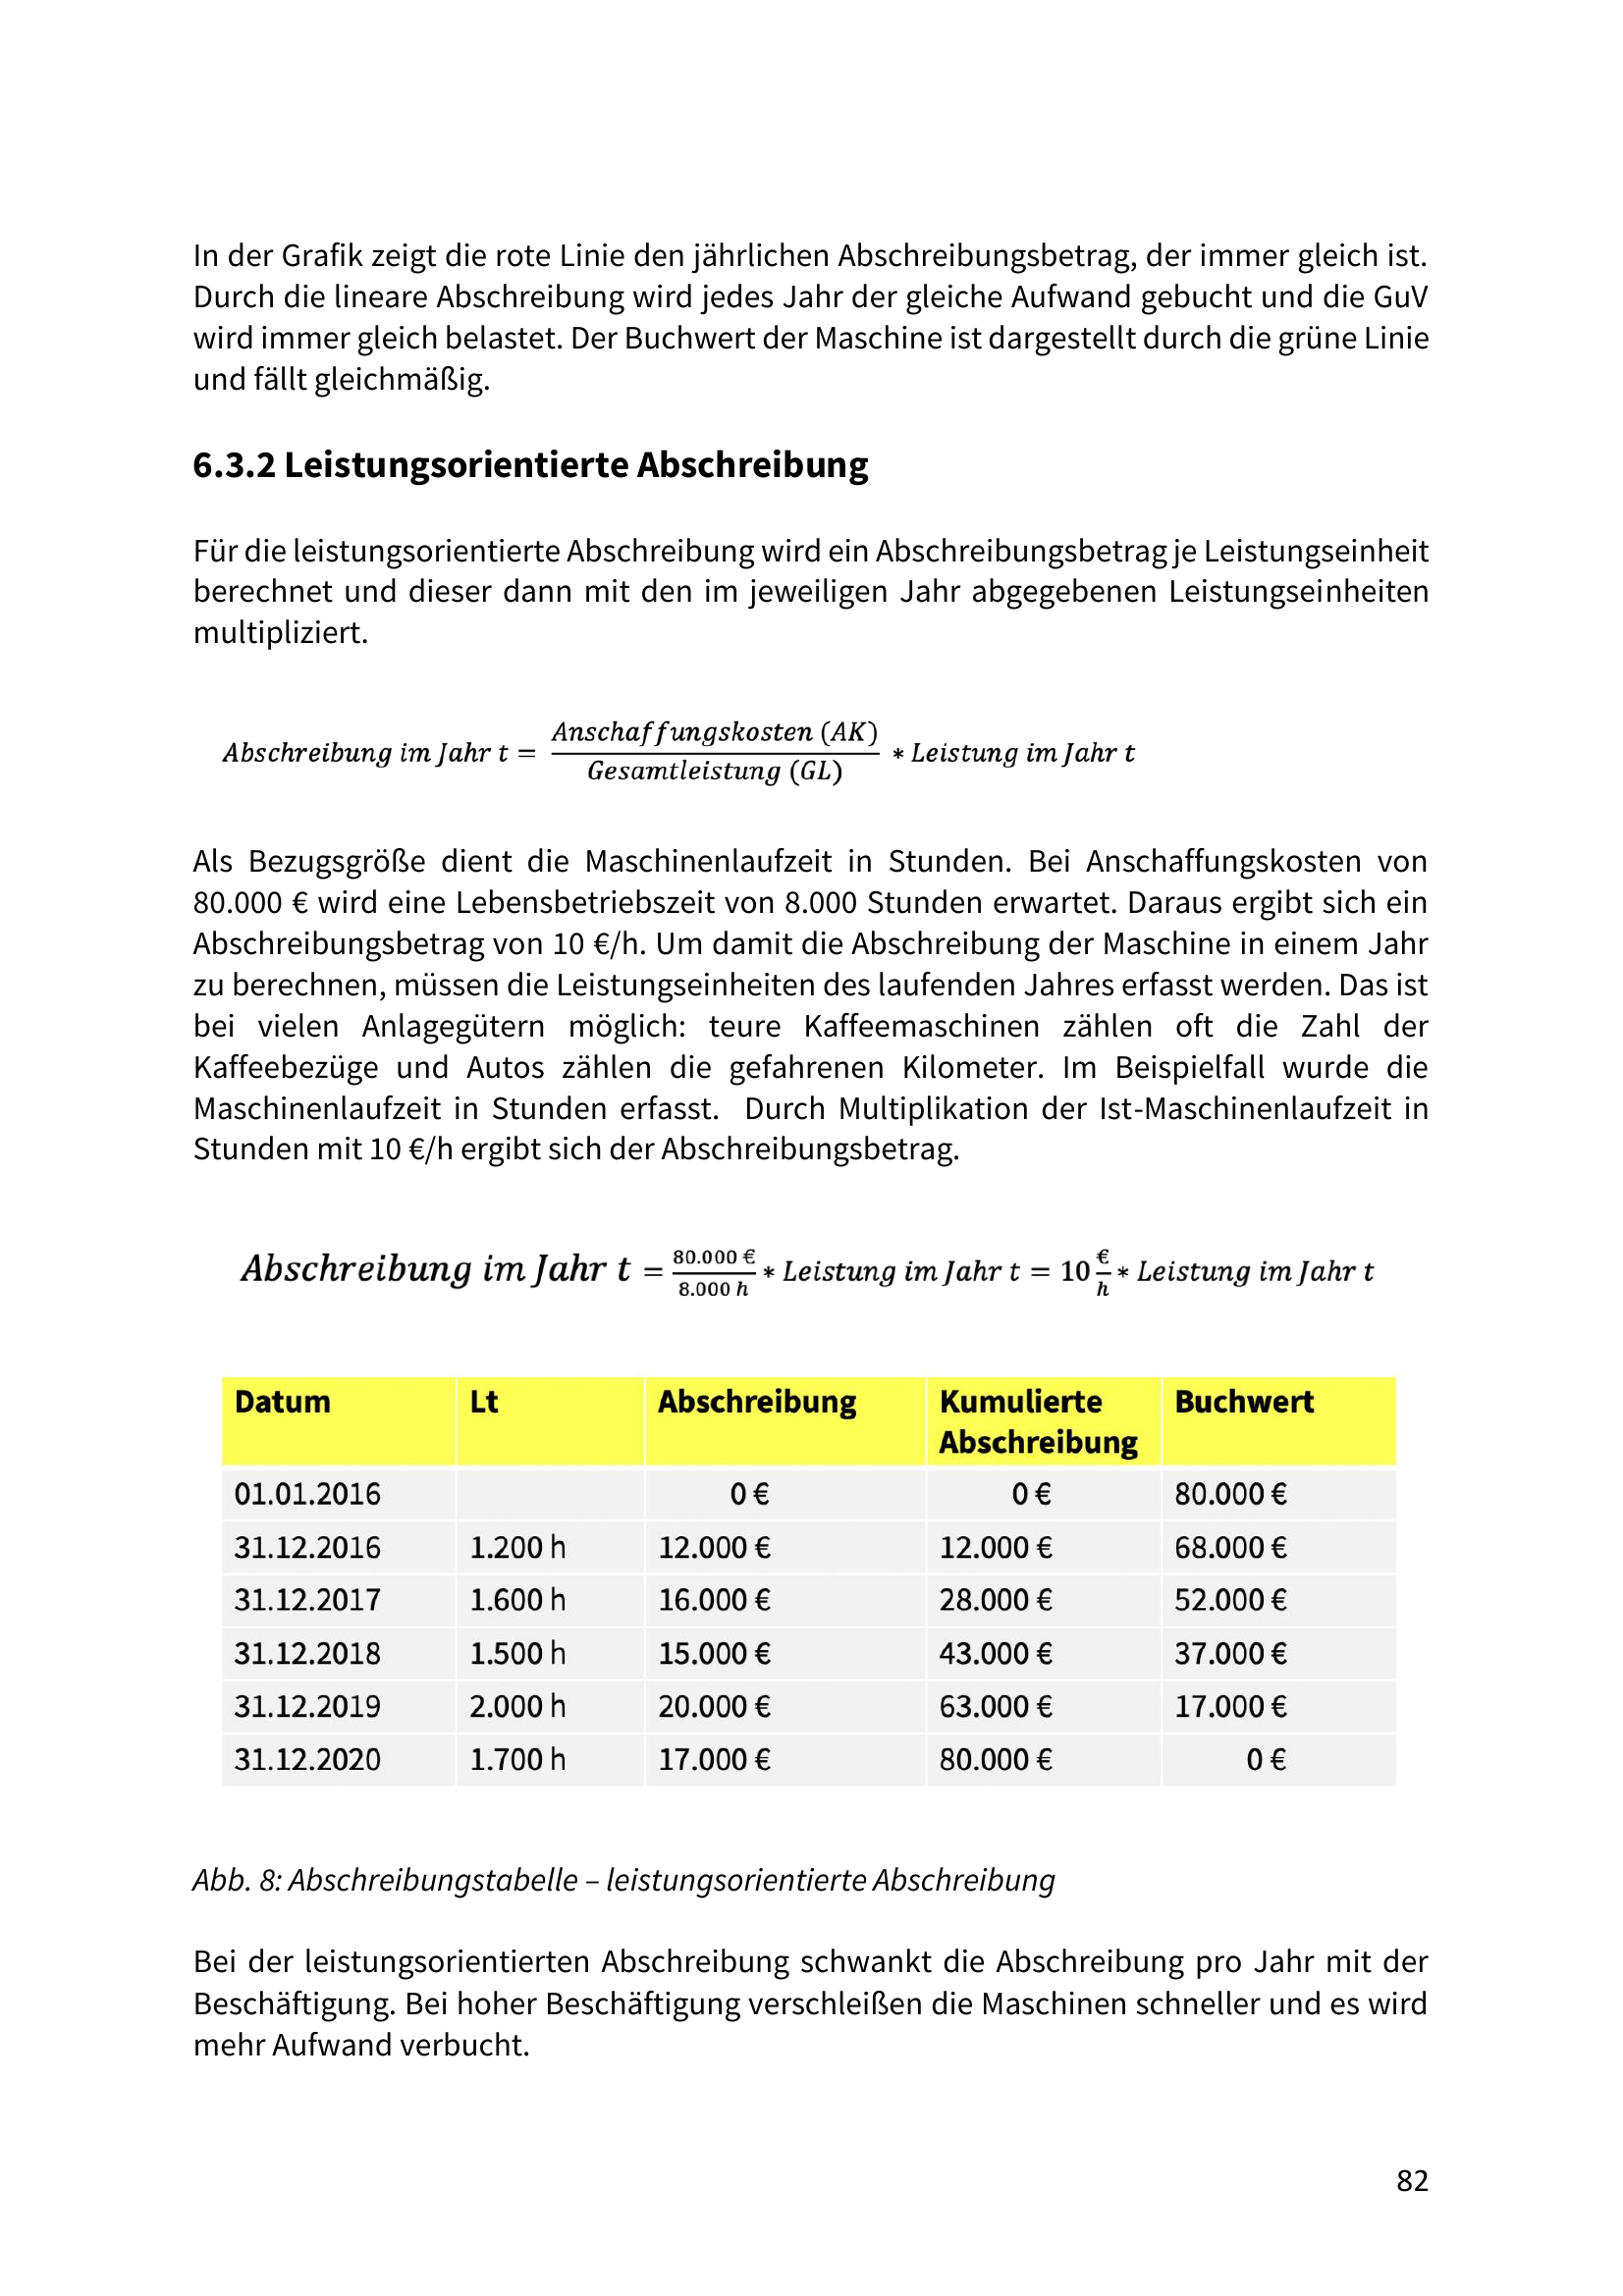 In der Grafik zeigt die rote Linie den jährlichen Abschreibungsbetrag, der immer gleich ist.
Durch die lineare Abschreibung wird jedes Jahr der gleiche Aufwand gebucht und die GuV
wird immer gleich belastet. Der Buchwert der Maschine ist dargestellt durch die grüne Linie
und fällt gleichmäßig.
6.3.2 Leistungsorientierte Abschreibung
Für die leistungsorientierte Abschreibung wird ein Abschreibungsbetrag je Leistungseinheit
berechnet und dieser dann mit den im jeweiligen Jahr abgegebenen Leistungseinheiten
multipliziert.
Abschreibung im Jahr t = Anschaffungskosten (AK) / Gesamtleistung (GL) * Leistung im Jahr t
Als Bezugsgröße dient die Maschinenlaufzeit in Stunden. Bei Anschaffungskosten von
80.000 € wird eine Lebensbetriebszeit von 8.000 Stunden erwartet. Daraus ergibt sich ein
Abschreibungsbetrag von 10 €/h. Um damit die Abschreibung der Maschine in einem Jahr
zu berechnen, müssen die Leistungseinheiten des laufenden Jahres erfasst werden. Das ist
bei vielen Anlagegütern möglich: teure Kaffeemaschinen zählen oft die Zahl der
Kaffeebezüge und Autos zählen die gefahrenen Kilometer. Im Beispielfall wurde die
Maschinenlaufzeit in Stunden erfasst. Durch Multiplikation der Ist-Maschinenlaufzeit in
Stunden mit 10 €/h ergibt sich der Abschreibungsbetrag.
Abschreibung im Jahr t = 80.000 € / 8.000 h * Leistung im Jahr t = 10 € / h * Leistung im Jahr t
Datum Lt Abschreibung Kumulierte Abschreibung Buchwert
01.01.2016 0 € 0 € 80.000 €
31.12.2016 1.200 h 12.000 € 12.000 € 68.000 €
31.12.2017 1.600 h 16.000 € 28.000 € 52.000 €
31.12.2018 1.500 h 15.000 € 43.000 € 37.000 €
31.12.2019 2.000 h 20.000 € 63.000 € 17.000 €
31.12.2020 1.700 h 17.000 € 80.000 € 0 €
Abb. 8: Abschreibungstabelle – leistungsorientierte Abschreibung
Bei der leistungsorientierten Abschreibung schwankt die Abschreibung pro Jahr mit der
Beschäftigung. Bei hoher Beschäftigung verschleißen die Maschinen schneller und es wird
mehr Aufwand verbucht.
82